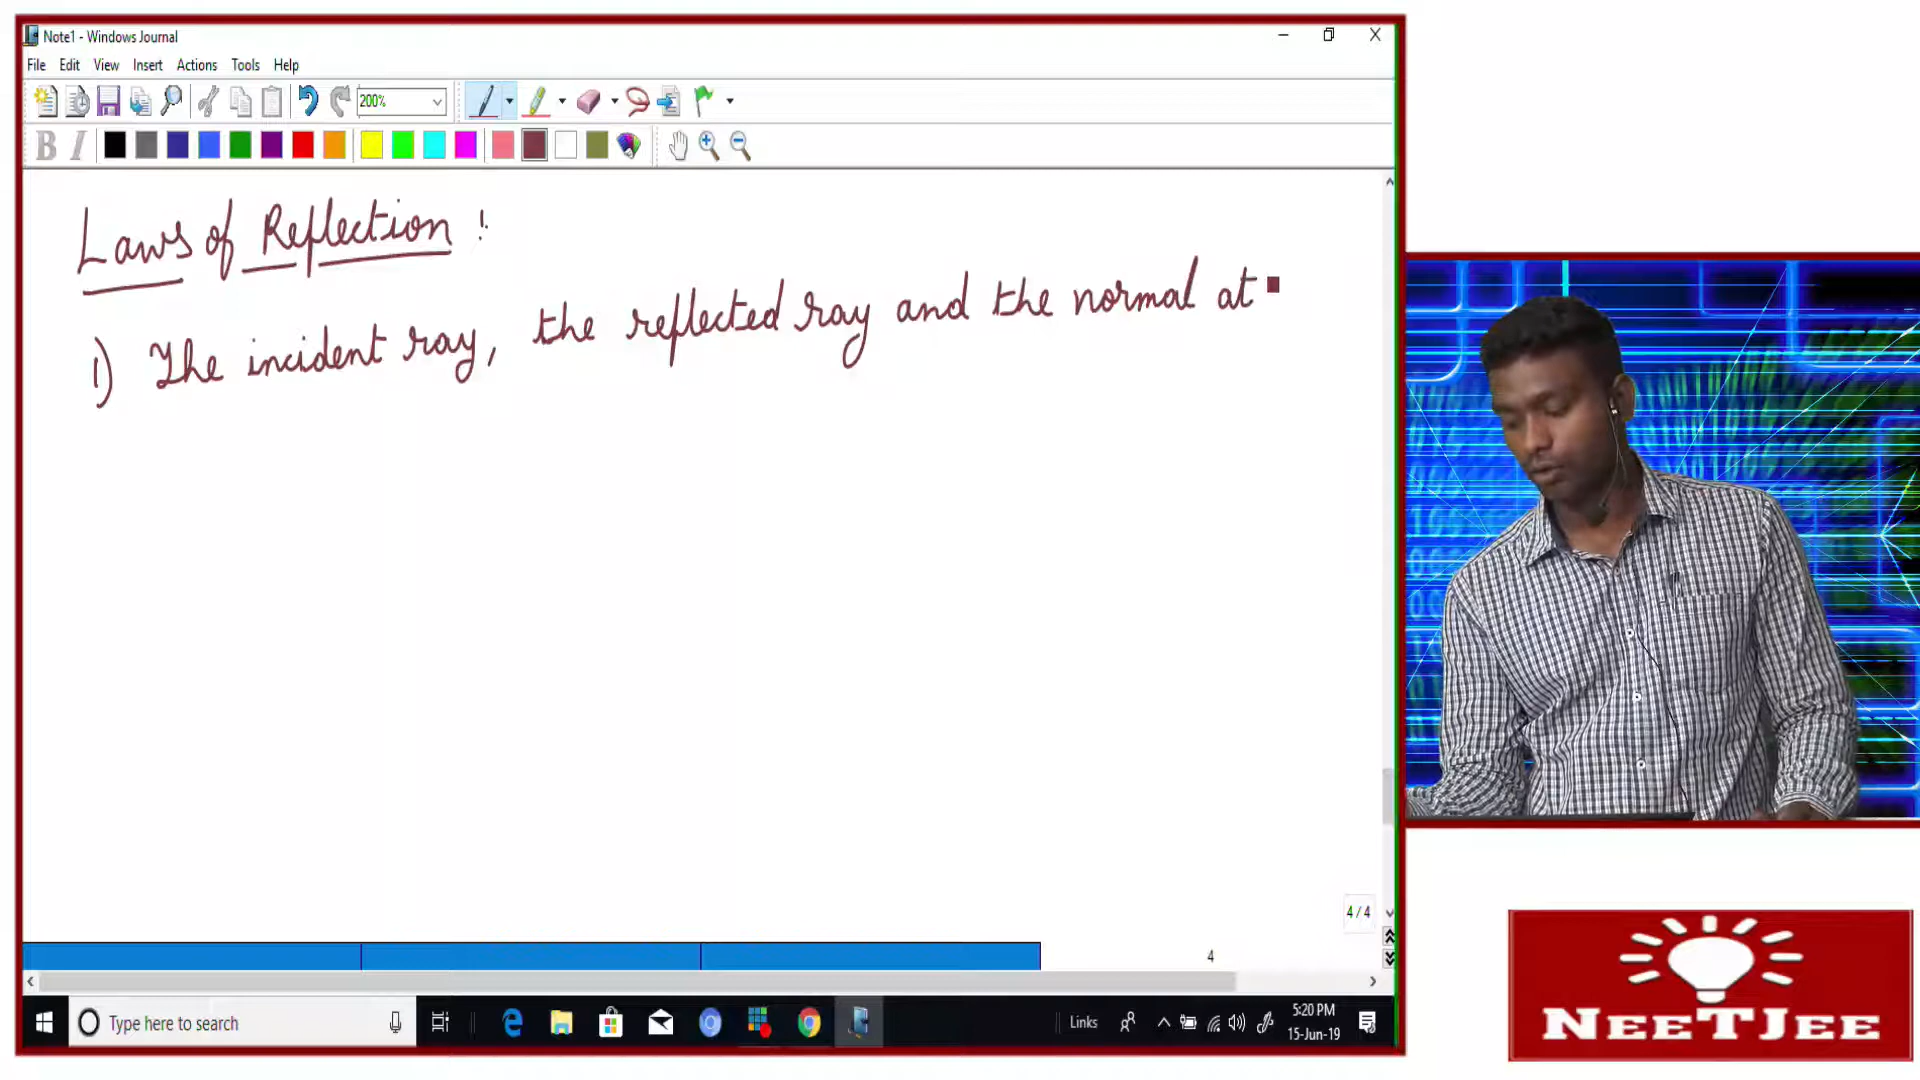 Note1 - Windows Journal
File Edit View Insert Actions Tools Help
200%
B I
Laws of Reflection :
1) The incident ray, the reflected ray and the normal at
4 / 4
4
Type here to search
Links
5:20 PM
15-Jun-19
NEETJEE